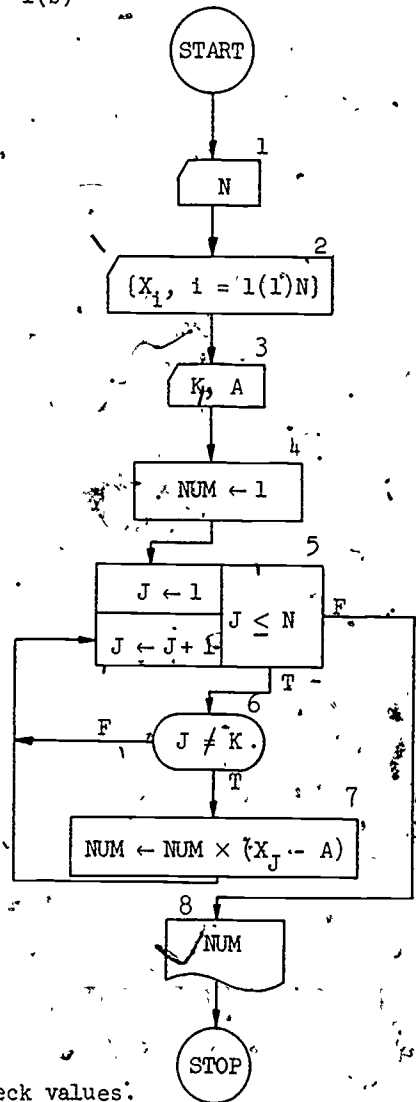 1(b)
START
1
N
2
{X_i, i = 1(1)N}
3
K, A
4
NUM ← 1
5
J ← 1
J ← J+ 1
J ≤ N
F
T
6
J ≠ K
F
T
7
NUM ← NUM × (X_J - A)
8
NUM
STOP
eck values: